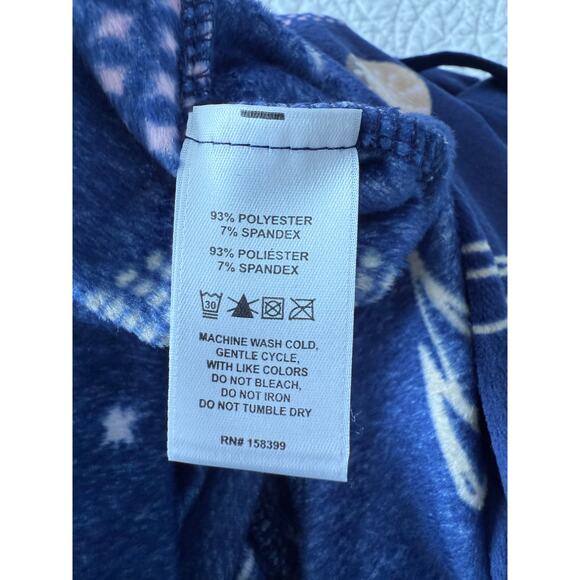 93% POLYESTER
7% SPANDEX
93% POLIÉSTER
7% SPANDEX
30
MACHINE WASH COLD,
GENTLE CYCLE,
WITH LIKE COLORS
DO NOT BLEACH,
DO NOT IRON
DO NOT TUMBLE DRY
RN# 158399